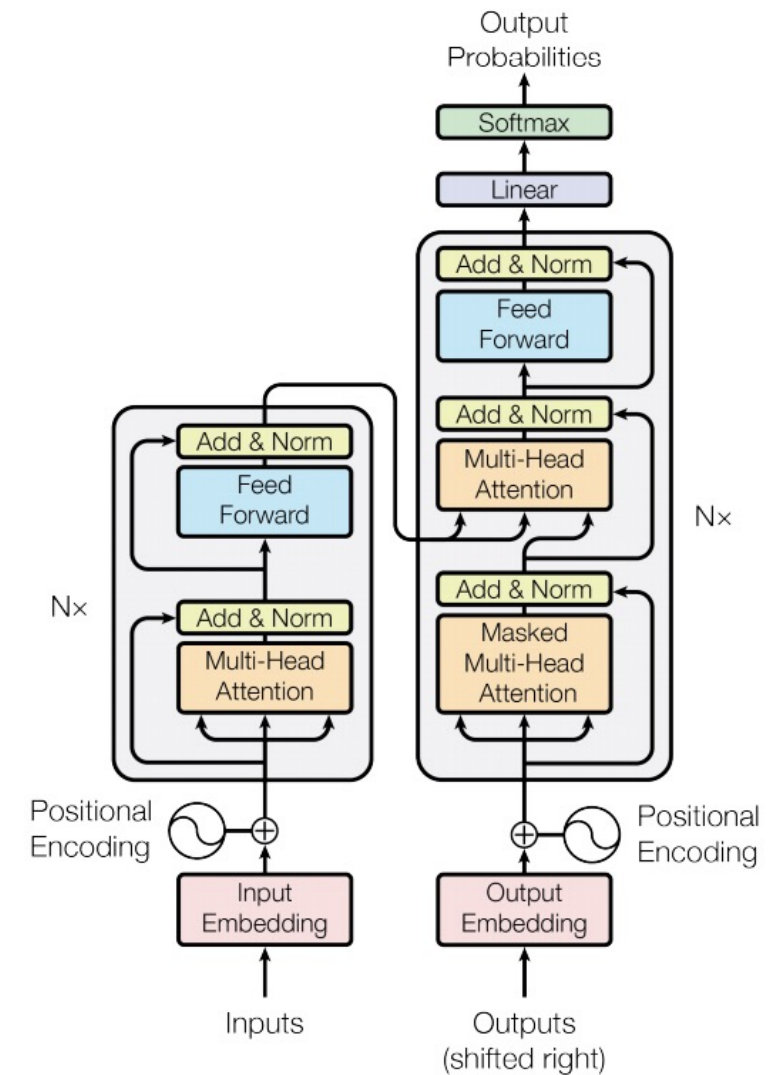 Output
Probabilities
Softmax
Linear
Add & Norm
Feed
Forward
Add & Norm
Multi-Head
Attention
Nx
Add & Norm
Masked
Multi-Head
Attention
Add & Norm
Feed
Forward
Nx
Add & Norm
Multi-Head
Attention
Positional
Encoding
Positional
Encoding
Input
Embedding
Output
Embedding
Inputs
Outputs
(shifted right)